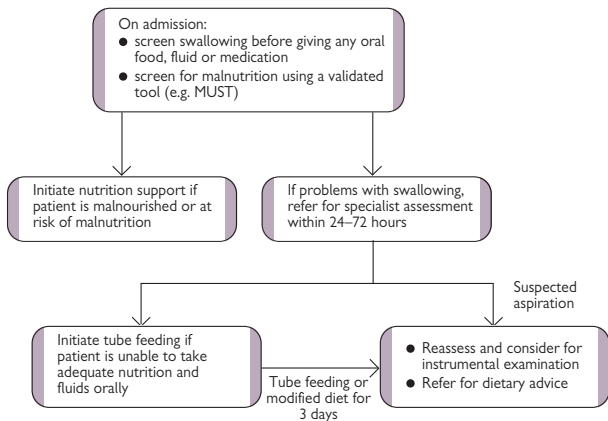 On admission:
● screen swallowing before giving any oral
food, fluid or medication
● screen for malnutrition using a validated
tool (e.g. MUST)
Initiate nutrition support if
patient is malnourished or at
risk of malnutrition
If problems with swallowing,
refer for specialist assessment
within 24–72 hours
Suspected
aspiration
Initiate tube feeding if
patient is unable to take
adequate nutrition and
fluids orally
Tube feeding or
modified diet for
3 days
● Reassess and consider for
instrumental examination
● Refer for dietary advice